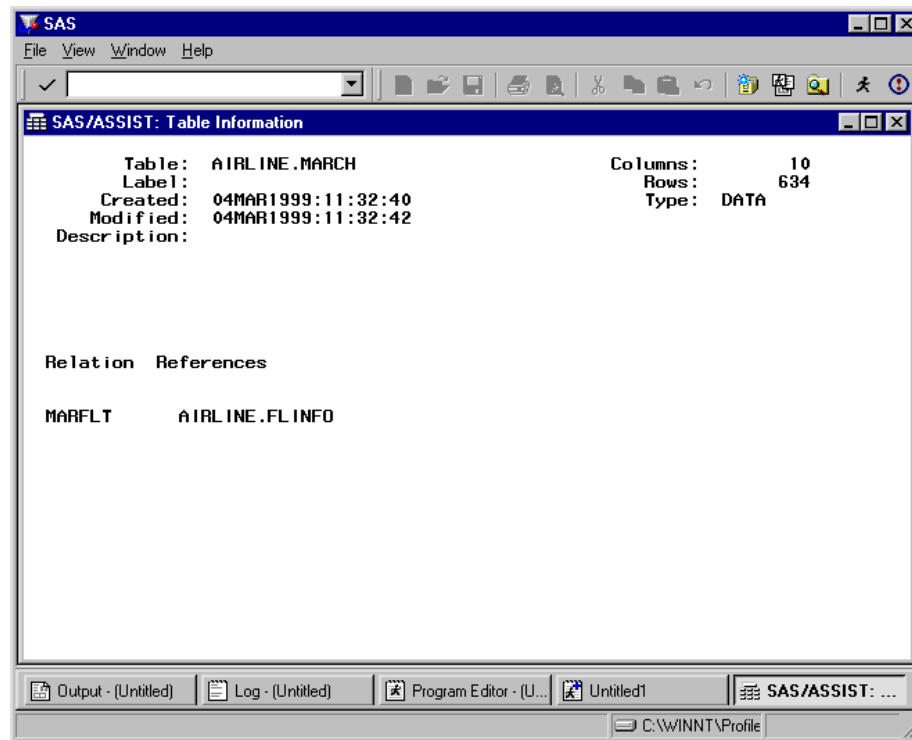 SAS
File View Window Help
SAS/ASSIST: Table Information
Table: AIRLINE.MARCH Columns: 10
Label: Rows: 634
Created: 04MAR1999:11:32:40 Type: DATA
Modified: 04MAR1999:11:32:42
Description:
Relation References
MARFLT AIRLINE.FLINFO
Output - (Untitled) Log - (Untitled) Program Editor - (U... Untitled1 SAS/ASSIST: ...
C:\WINNT\Profile